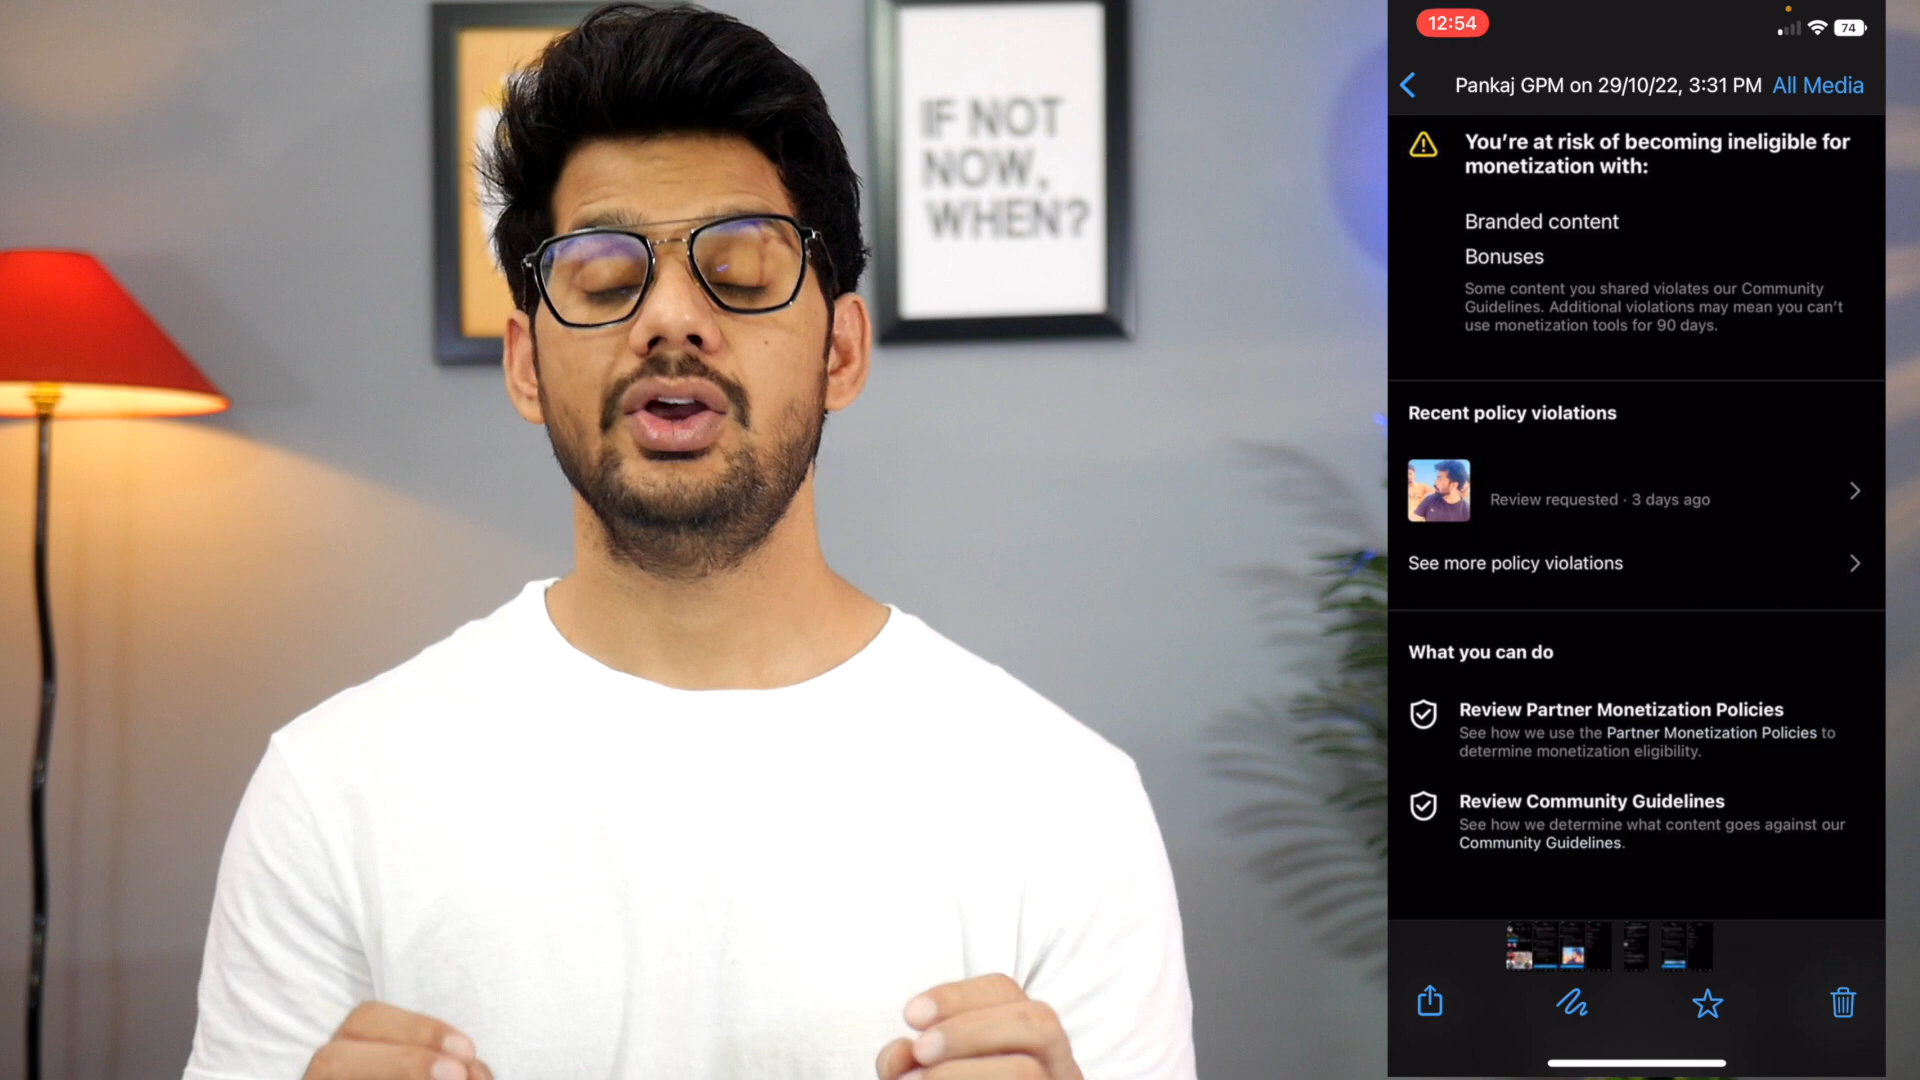 IF NOT
NOW,
WHEN?
12:54
74
Pankaj GPM on 29/10/22, 3:31 PM
All Media
You're at risk of becoming ineligible for
monetization with:
Branded content
Bonuses
Some content you shared violates our Community
Guidelines. Additional violations may mean you can't
use monetization tools for 90 days.
Recent policy violations
Review requested · 3 days ago
See more policy violations
What you can do
Review Partner Monetization Policies
See how we use the Partner Monetization Policies to
determine monetization eligibility.
Review Community Guidelines
See how we determine what content goes against our
Community Guidelines.